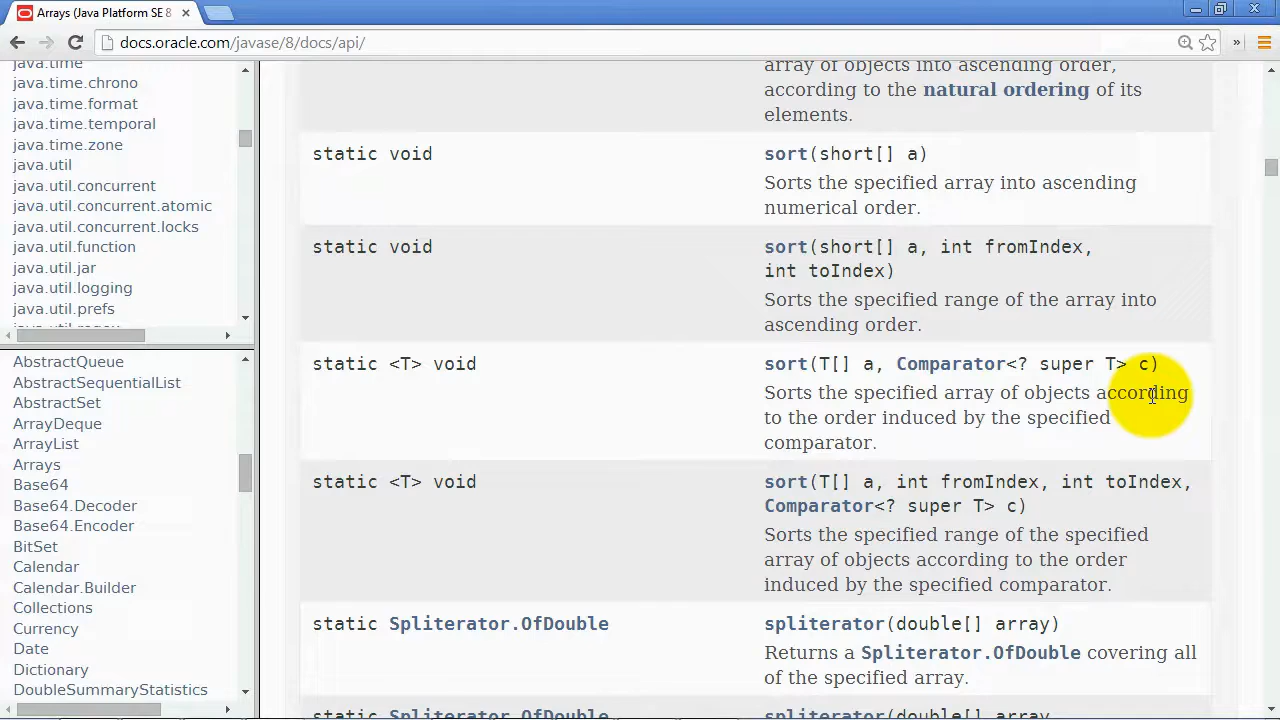 Arrays (Java Platform SE 8
docs.oracle.com/javase/8/docs/api/
java.time
java.time.chrono
java.time.format
java.time.temporal
java.time.zone
java.util
java.util.concurrent
java.util.concurrent.atomic
java.util.concurrent.locks
java.util.function
java.util.jar
java.util.logging
java.util.prefs
java.util.regex
AbstractQueue
AbstractSequentialList
AbstractSet
ArrayDeque
ArrayList
Arrays
Base64
Base64.Decoder
Base64.Encoder
BitSet
Calendar
Calendar.Builder
Collections
Currency
Date
Dictionary
DoubleSummaryStatistics
array of objects into ascending order,
according to the natural ordering of its
elements.
static void
sort(short[] a)
Sorts the specified array into ascending
numerical order.
static void
sort(short[] a, int fromIndex,
int toIndex)
Sorts the specified range of the array into
ascending order.
static <T> void
sort(T[] a, Comparator<? super T> c)
Sorts the specified array of objects according
to the order induced by the specified
comparator.
static <T> void
sort(T[] a, int fromIndex, int toIndex,
Comparator<? super T> c)
Sorts the specified range of the specified
array of objects according to the order
induced by the specified comparator.
static Spliterator.OfDouble
spliterator(double[] array)
Returns a Spliterator.OfDouble covering all
of the specified array.
static Spliterator.OfDouble
spliterator(double[] array,